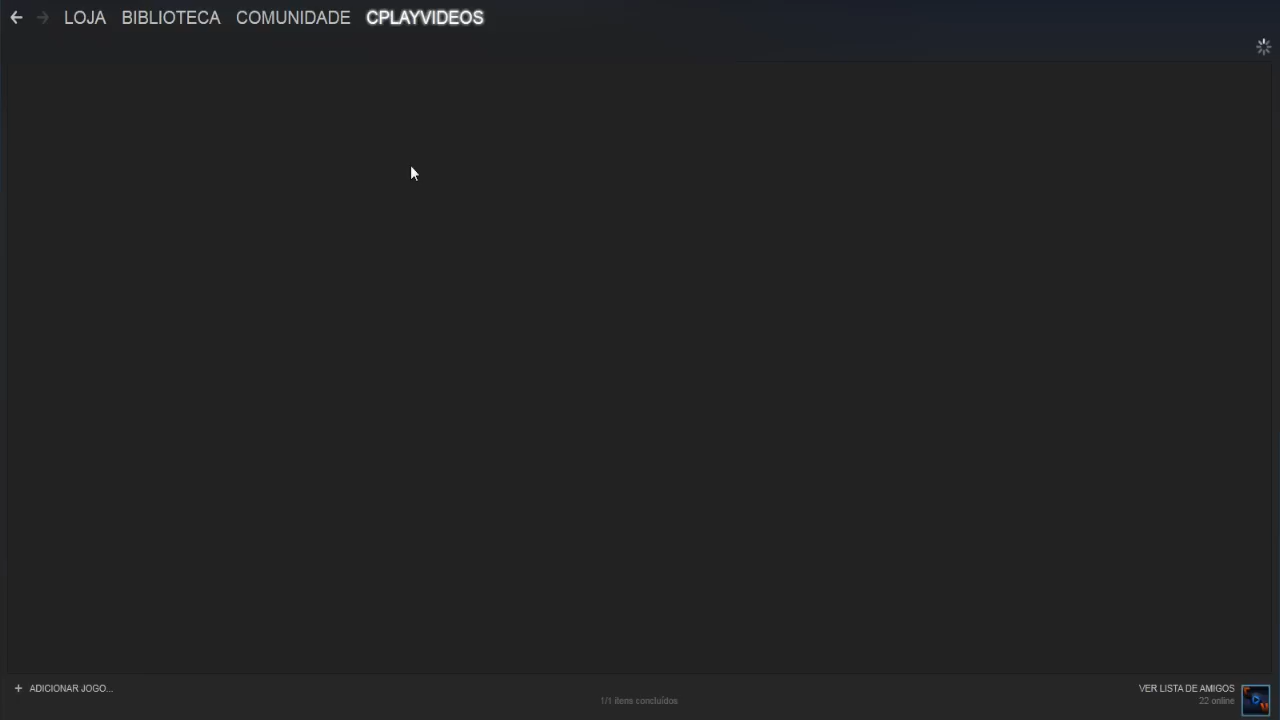 LOJA BIBLIOTECA COMUNIDADE CPLAYVIDEOS
+ ADICIONAR JOGO...
1/1 itens concluídos
VER LISTA DE AMIGOS
22 online